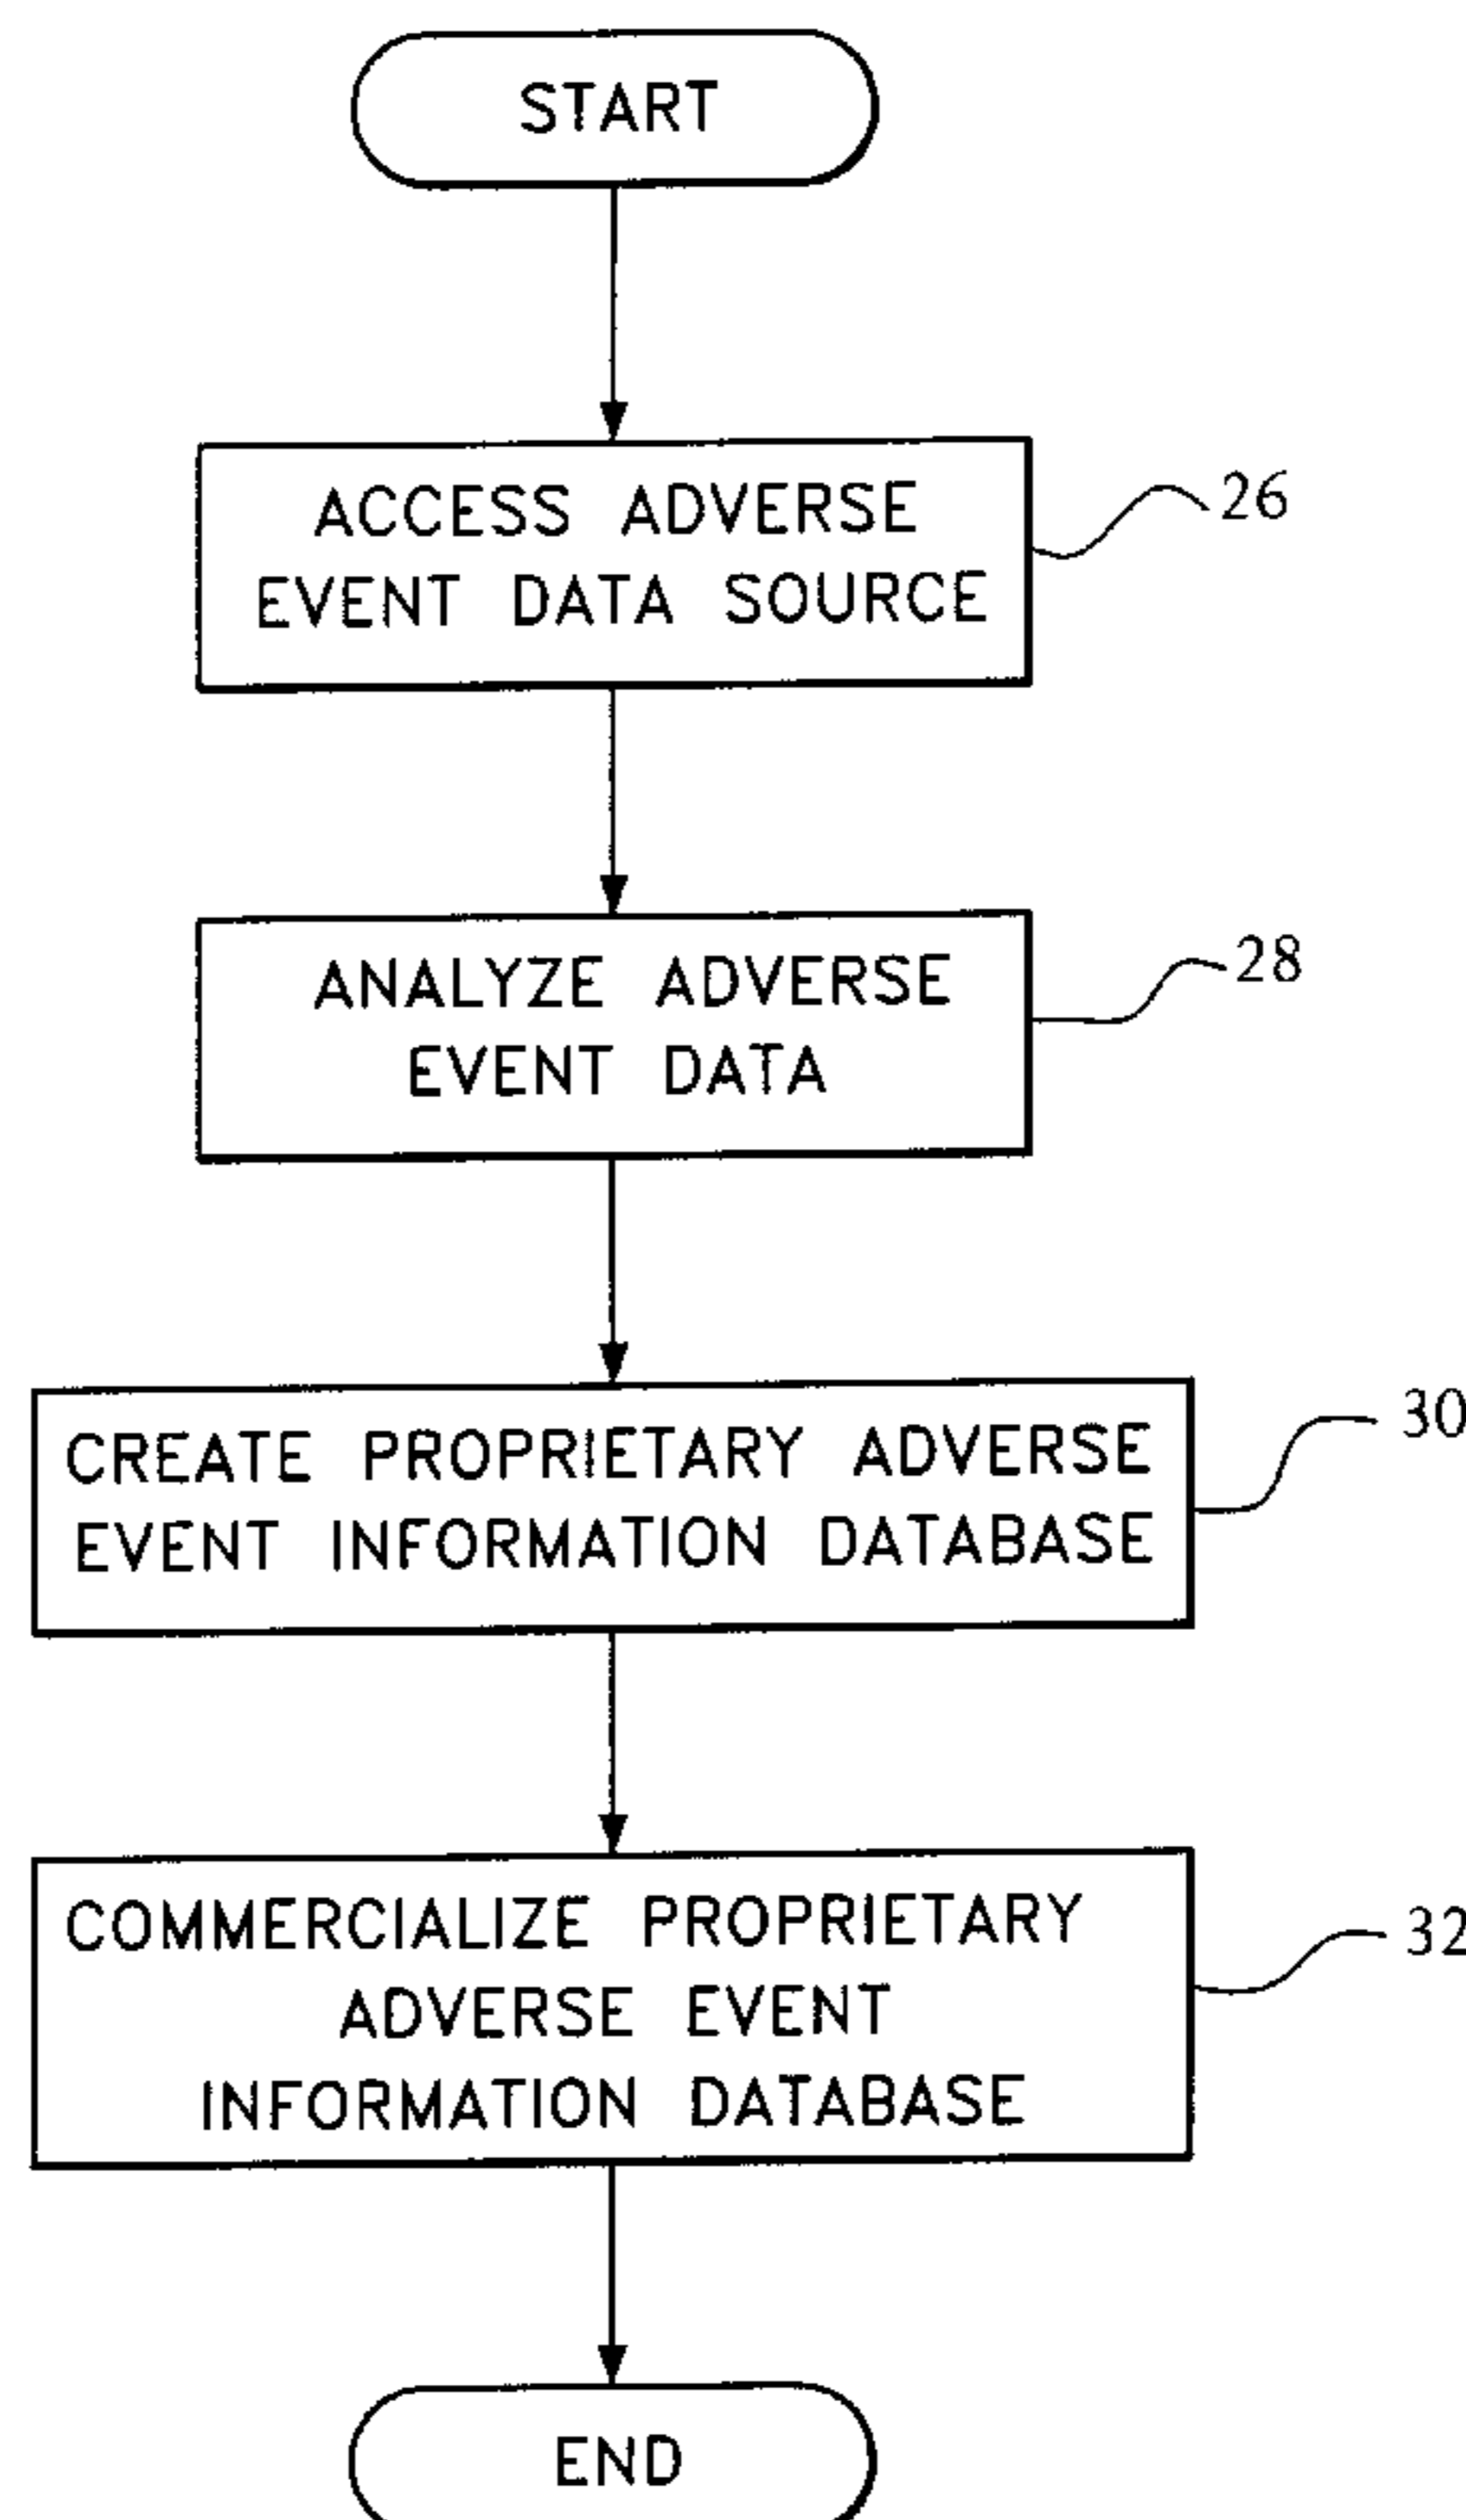 START
ACCESS ADVERSE
EVENT DATA SOURCE
26
ANALYZE ADVERSE
EVENT DATA
28
CREATE PROPRIETARY ADVERSE
EVENT INFORMATION DATABASE
30
COMMERCIALIZE PROPRIETARY
ADVERSE EVENT
INFORMATION DATABASE
32
END